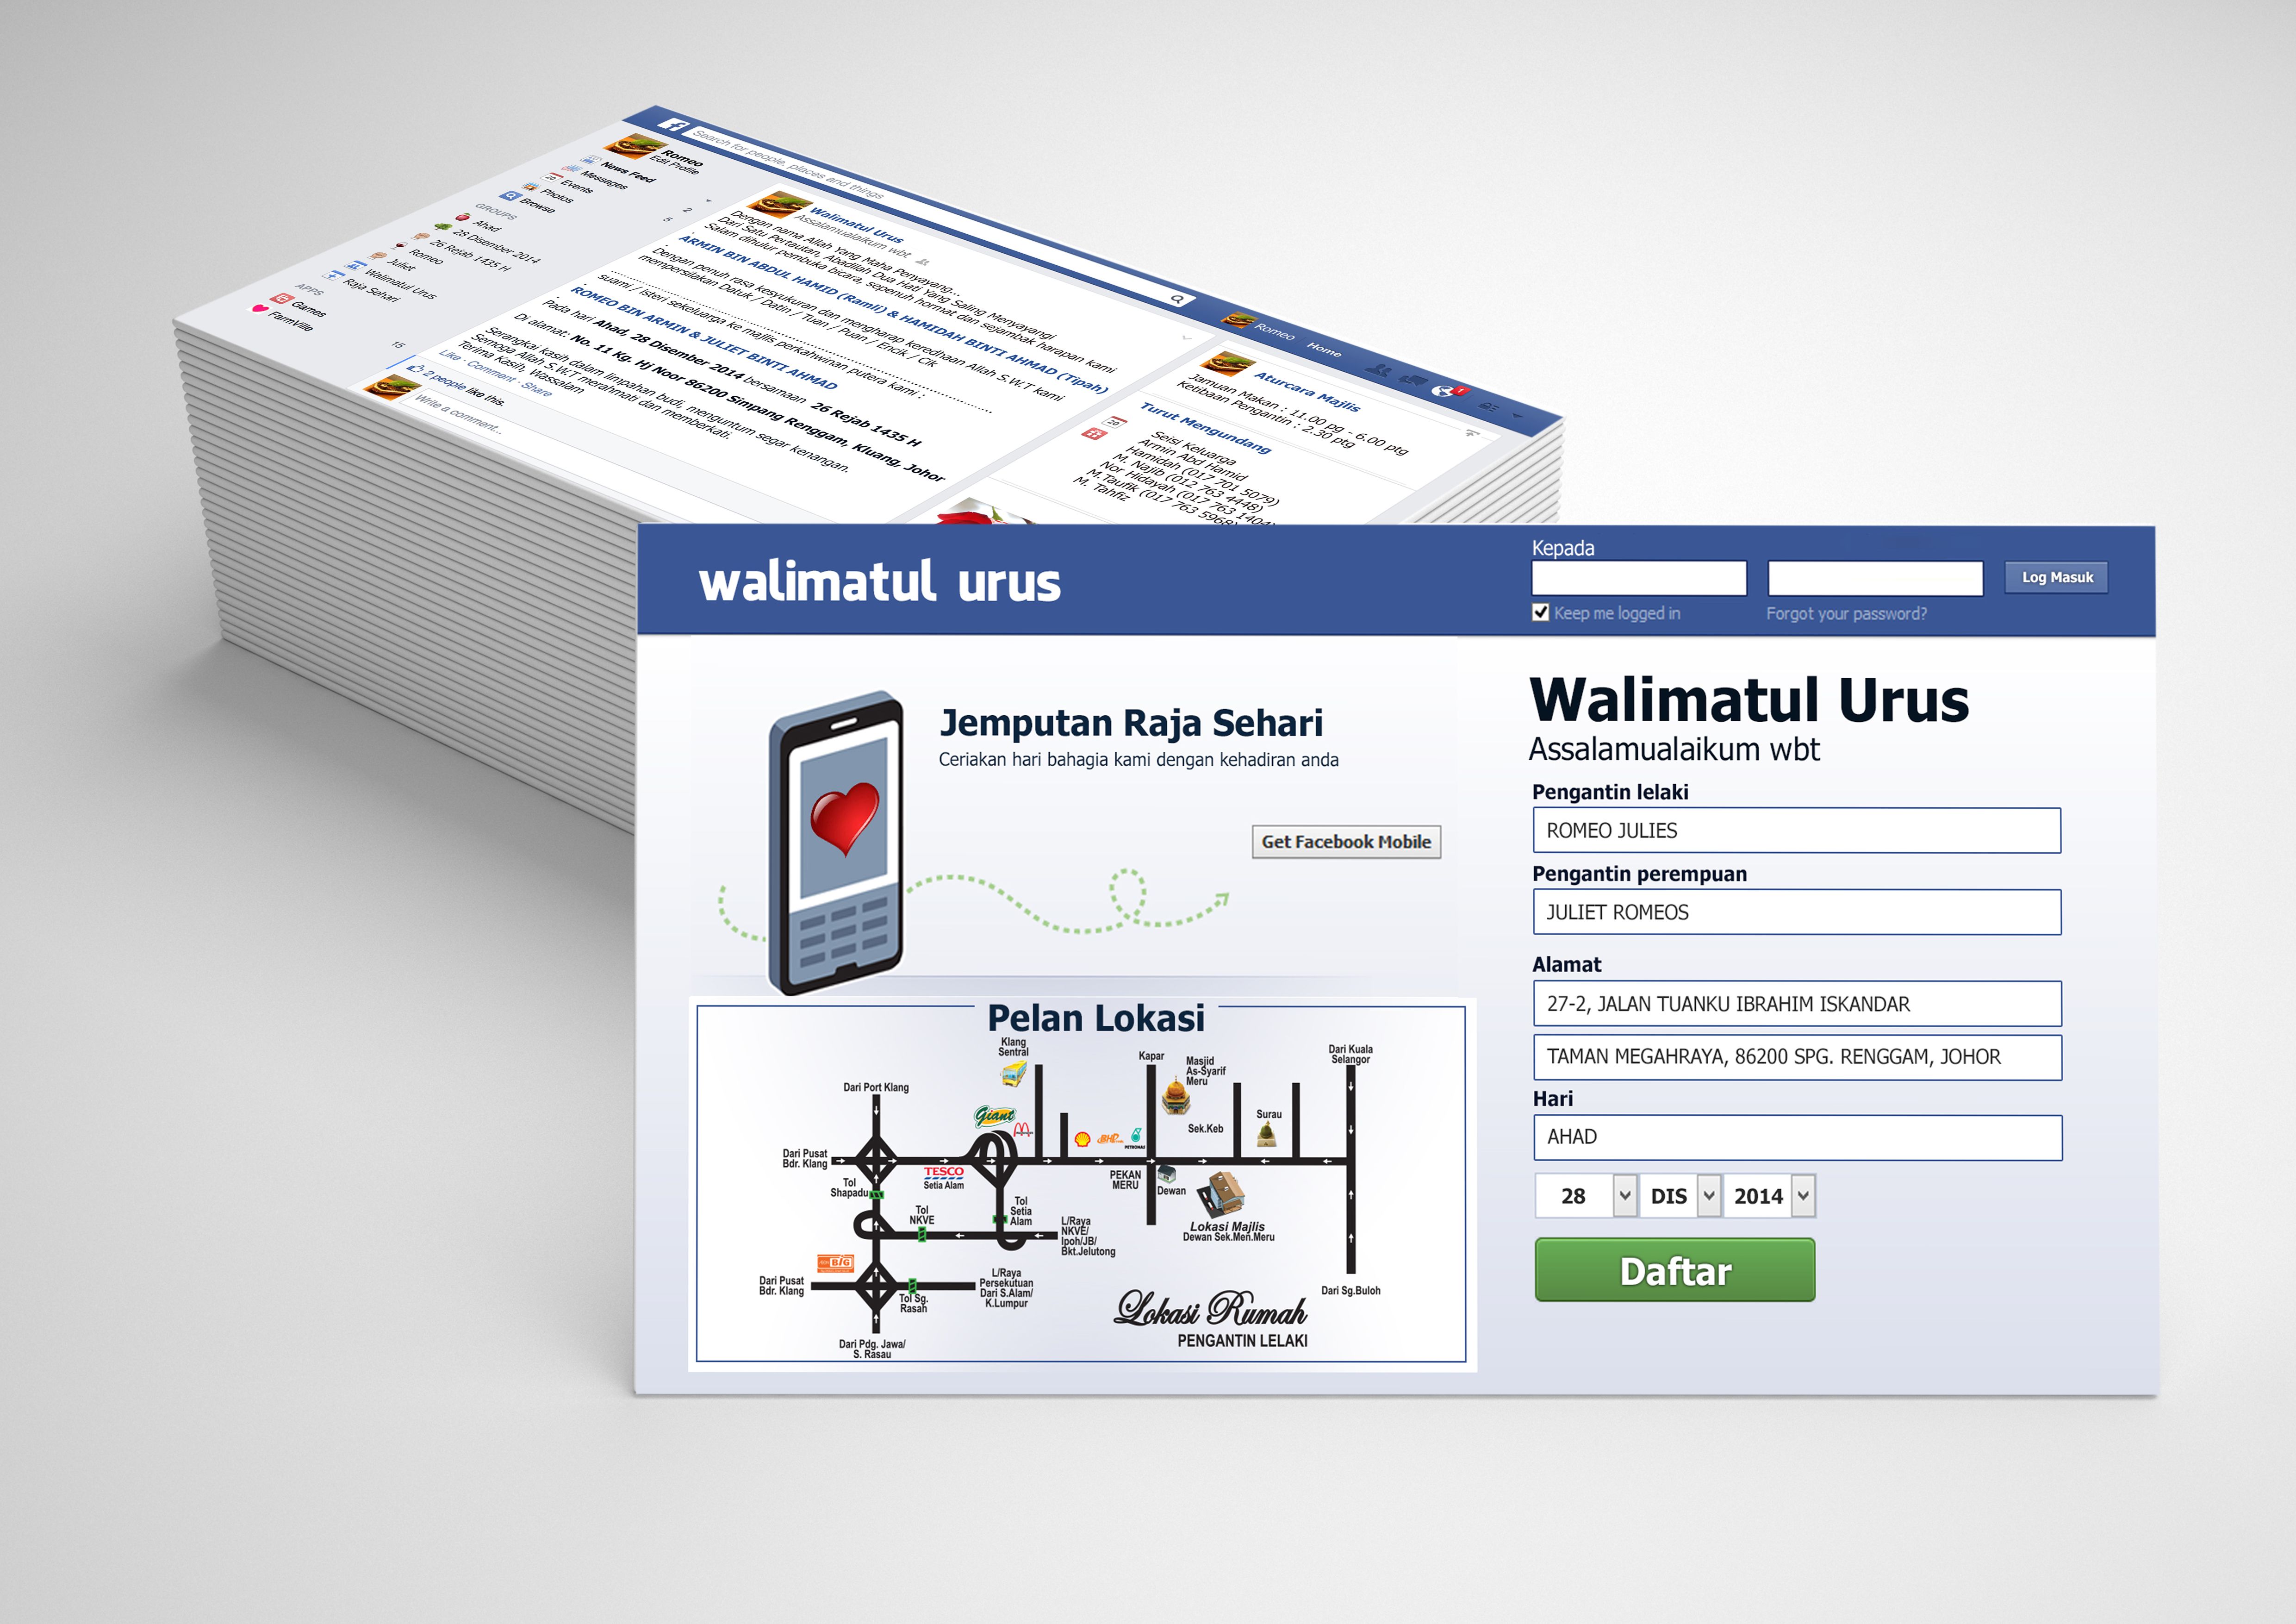 Search for people, places and things
Romeo
Home
1
Romeo
Edit Profile
News Feed
Messages
20
Events
Photos
Browse
2
5
GROUPS
Ahad
28 Disember 2014
26 Rejab 1435 H
Romeo
Juliet
Walimatul Urus
Raja Sehari
APPS
Games
FarmVille
15
Walimatul Urus
Assalamualaikum wbt
Dengan nama Allah Yang Maha Penyayang...
Dari Satu Pertautan, Abadilah Dua Hati Yang Saling Menyayangi
Salam dihulur pembuka bicara, sepenuh hormat dan sejambak harapan kami
ARMIN BIN ABDUL HAMID (Ramli) & HAMIDAH BINTI AHMAD (Tipah)
Dengan penuh rasa kesyukuran dan mengharap keredhaan Allah S.W.T kami
mempersilakan Datuk / Datin / Tuan / Puan / Encik / Cik
suami / isteri sekeluarga ke majlis perkahwinan putera kami :
ROMEO BIN ARMIN & JULIET BINTI AHMAD
Pada hari Ahad, 28 Disember 2014 bersamaan 26 Rejab 1435 H
Di alamat: No. 11 Kg. Hj Noor 86200 Simpang Renggam, Kluang, Johor
Serangkai kasih dalam limpahan budi, menguntum segar kenangan.
Semoga Allah S.W.T merahmati dan memberkati.
Terima Kasih, Wassalam
Like · Comment · Share
2 people like this.
Write a comment...
Aturcara Majlis
Jamuan Makan : 11.00 pg - 6.00 ptg
Ketibaan Pengantin : 2.30 ptg
Turut Mengundang
20
Seisi Keluarga
Armin Abd Hamid
Hamidah (017 701 5079)
M. Najib (012 763 4448)
Nor Hidayah (017 763 1404)
M.Taufik (017 763 5968)
M. Tahfiz
walimatul urus
Kepada
Log Masuk
Keep me logged in
Forgot your password?
Jemputan Raja Sehari
Ceriakan hari bahagia kami dengan kehadiran anda
Get Facebook Mobile
Pelan Lokasi
Klang
Sentral
Kapar
Masjid
As-Syarif
Meru
Dari Kuala
Selangor
Dari Port Klang
Giant
Surau
Sek.Keb
BHP
PETRONAS
Dari Pusat
Bdr. Klang
TESCO
Setia Alam
PEKAN
MERU
Dewan
Tol
Shapadu
Tol
NKVE
Tol
Setia
Alam
L/Raya
NKVE/
Ipoh/JB/
Bkt.Jelutong
Lokasi Majlis
Dewan Sek.Men.Meru
BIG
Dari Pusat
Bdr. Klang
Tol Sg.
Rasah
L/Raya
Persekutuan
Dari S.Alam/
K.Lumpur
Dari Sg.Buloh
Lokasi Rumah
PENGANTIN LELAKI
Dari Pdg. Jawa/
S. Rasau
Walimatul Urus
Assalamualaikum wbt
Pengantin lelaki
ROMEO JULIES
Pengantin perempuan
JULIET ROMEOS
Alamat
27-2, JALAN TUANKU IBRAHIM ISKANDAR
TAMAN MEGAHRAYA, 86200 SPG. RENGGAM, JOHOR
Hari
AHAD
28 DIS 2014
Daftar